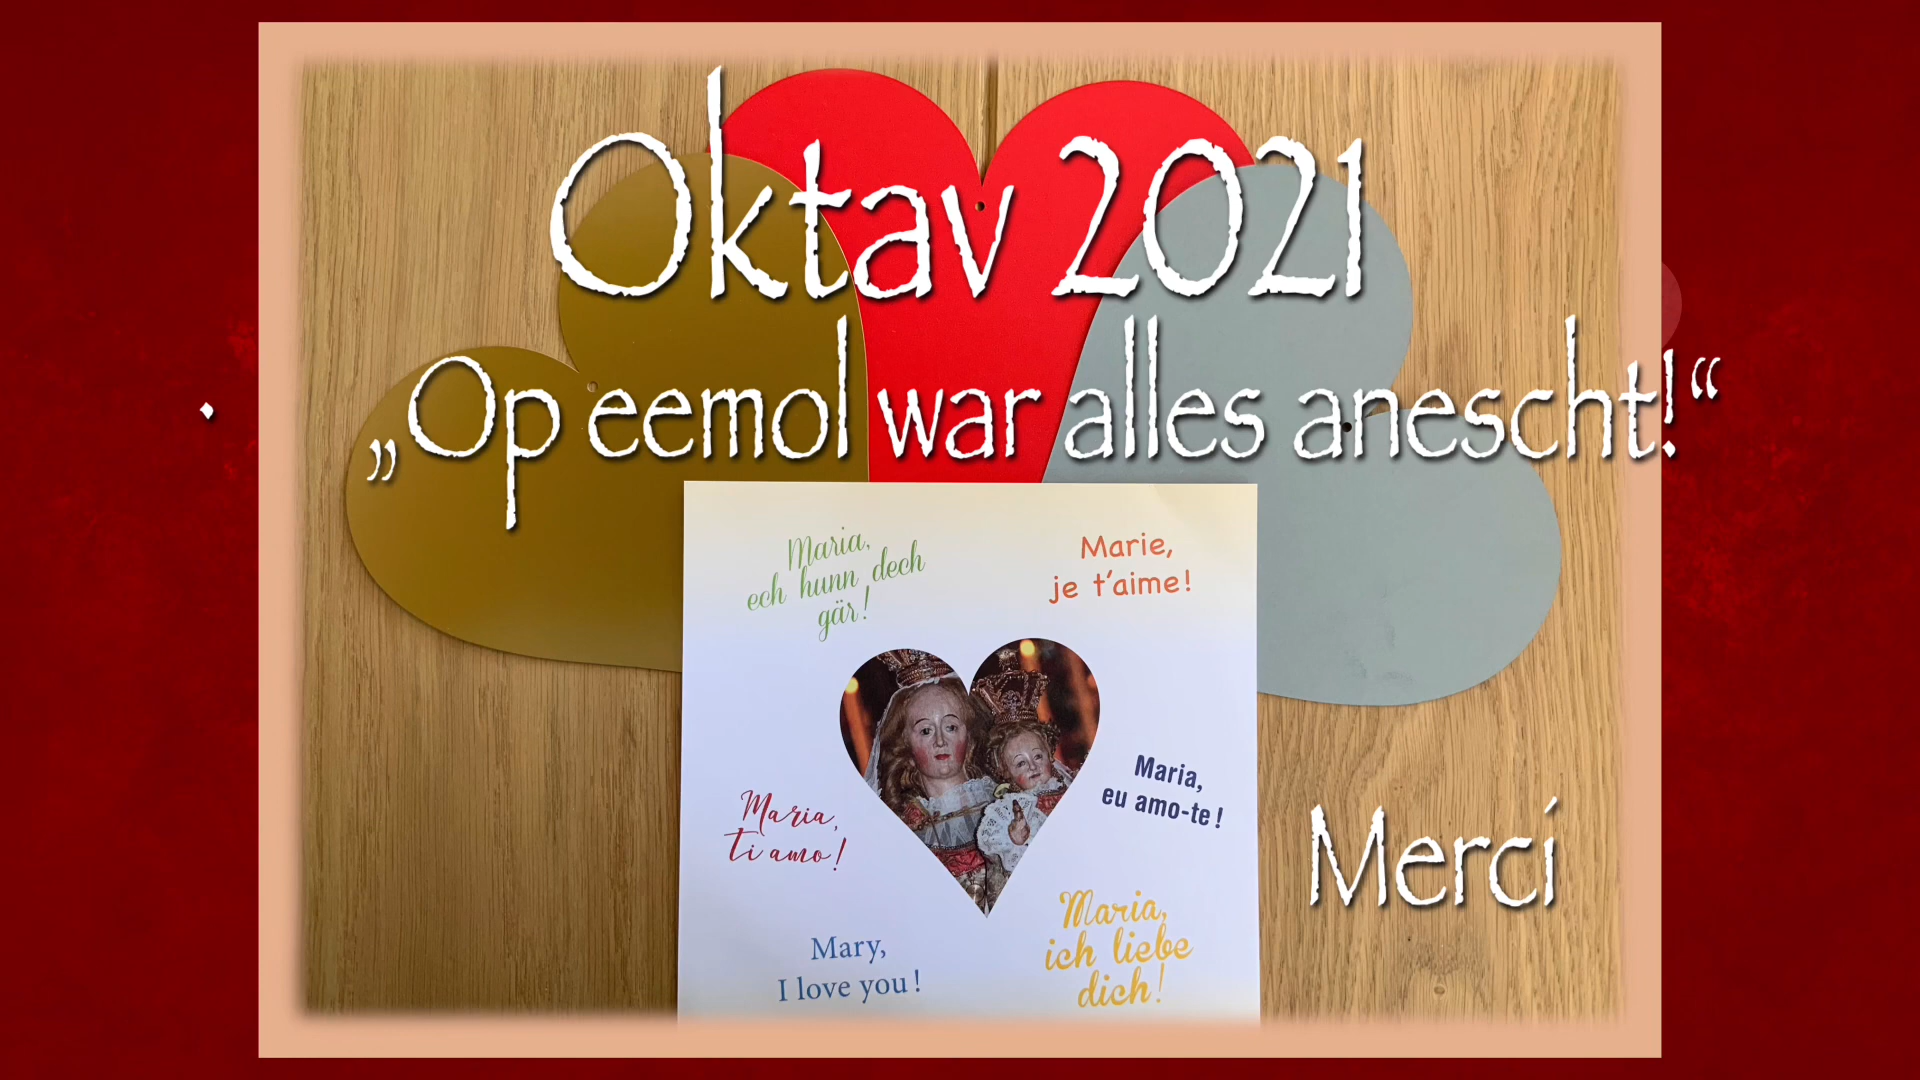 Oktav 2021
„Op eemol war alles anescht!“
Maria,
ech hunn dech
gär!
Marie,
je t’aime!
Maria,
eu amo-te!
Maria,
ti amo!
Merci
Maria,
ich liebe
dich!
Mary,
I love you!